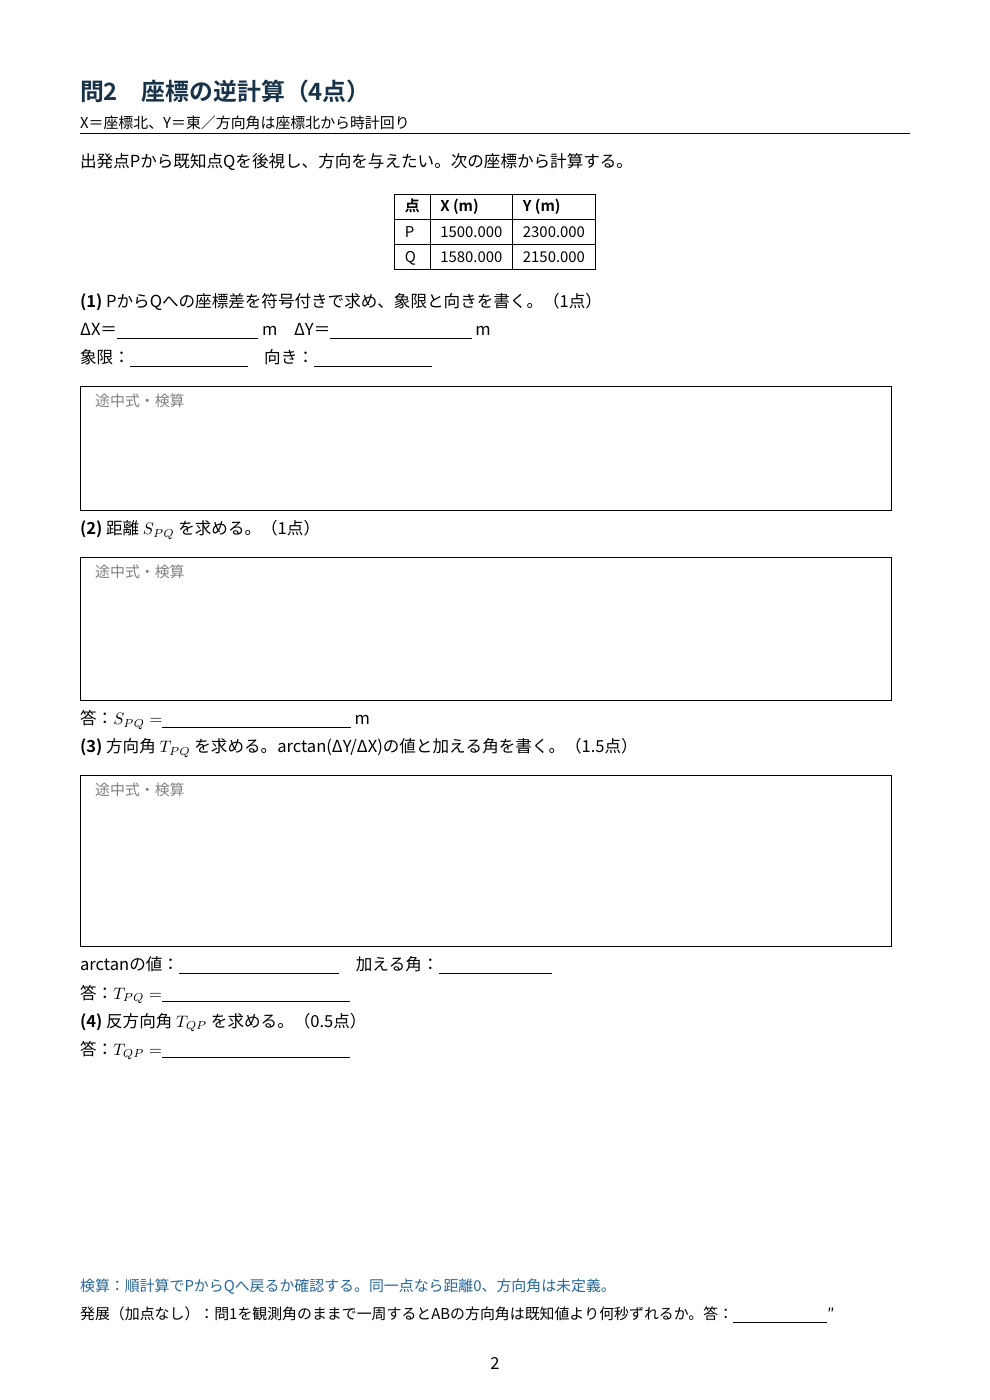 問2　座標の逆計算（4点）
X＝座標北、Y＝東／方向角は座標北から時計回り
出発点Pから既知点Qを後視し、方向を与えたい。次の座標から計算する。
点 X (m) Y (m)
P 1500.000 2300.000
Q 1580.000 2150.000
(1) PからQへの座標差を符号付きで求め、象限と向きを書く。（1点）
ΔX＝ m　ΔY＝ m
象限：　向き：
途中式・検算
(2) 距離 S_{PQ} を求める。（1点）
途中式・検算
答：S_{PQ} = m
(3) 方向角 T_{PQ} を求める。arctan(ΔY/ΔX)の値と加える角を書く。（1.5点）
途中式・検算
arctanの値：　加える角：
答：T_{PQ} =
(4) 反方向角 T_{QP} を求める。（0.5点）
答：T_{QP} =
検算：順計算でPからQへ戻るか確認する。同一点なら距離0、方向角は未定義。
発展（加点なし）：問1を観測角のままで一周するとABの方向角は既知値より何秒ずれるか。答： ″
2